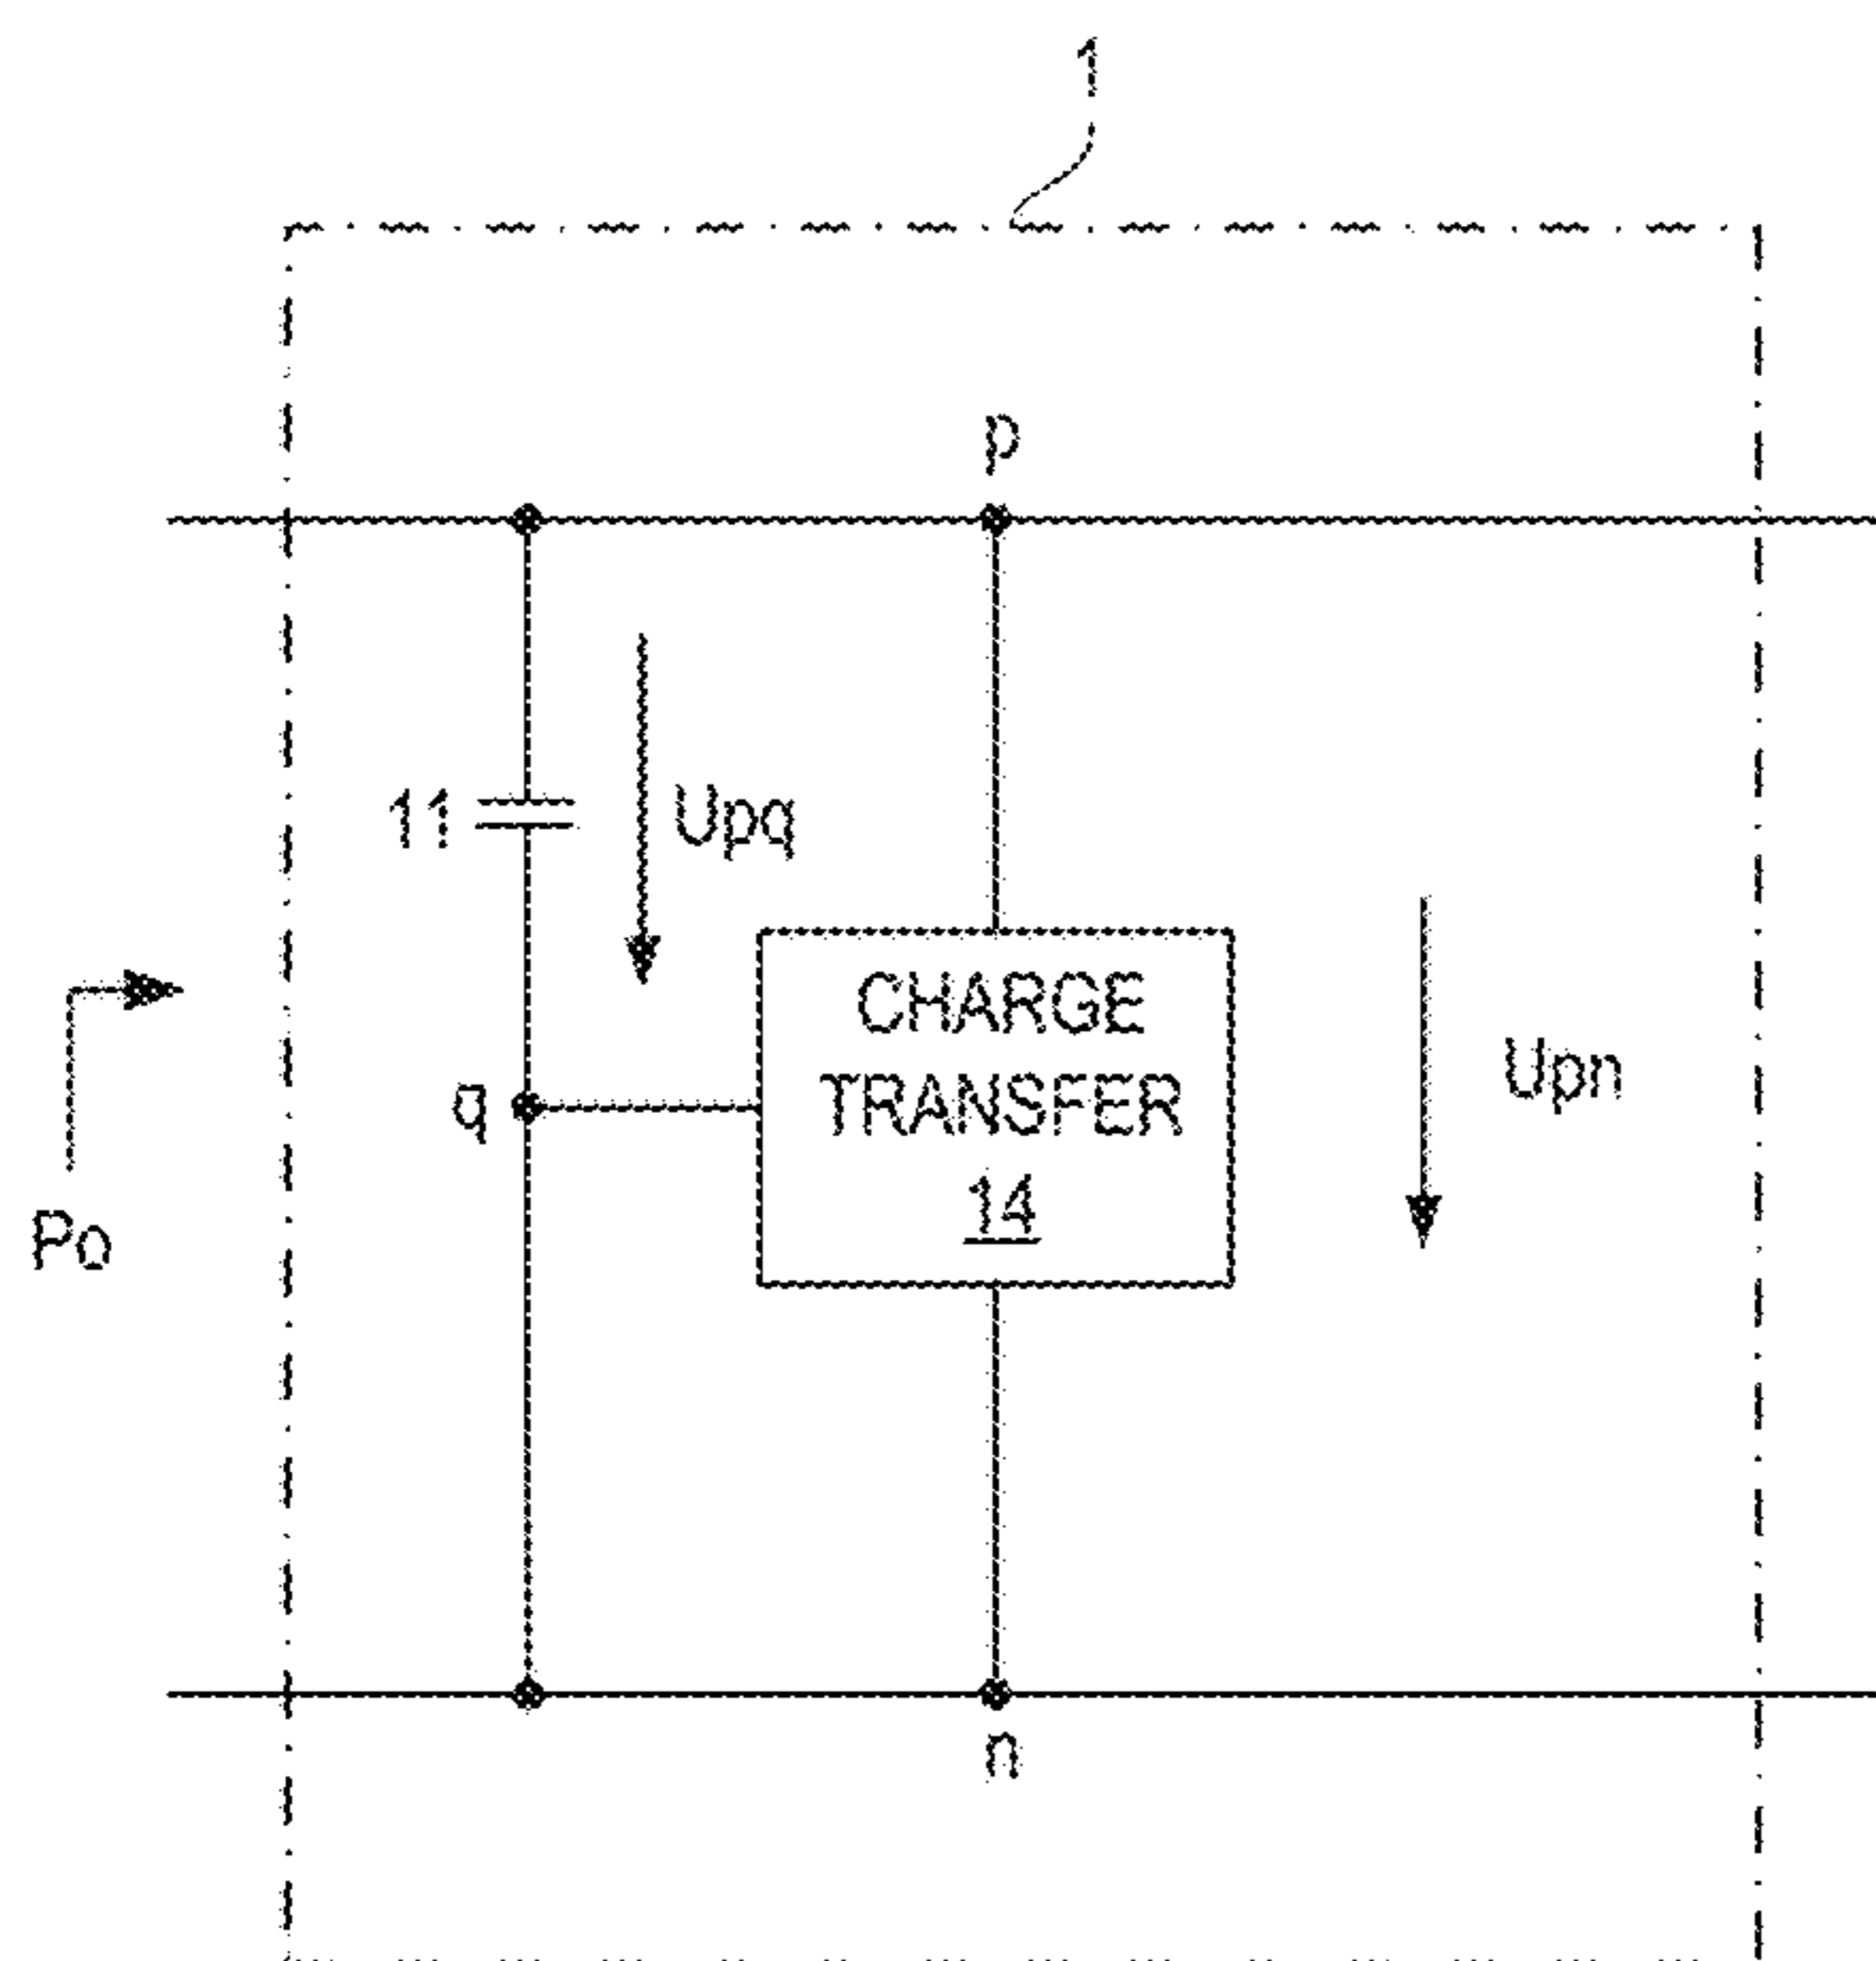 1
p
11
Upq
CHARGE
TRANSFER
14
Upn
q
Po
n